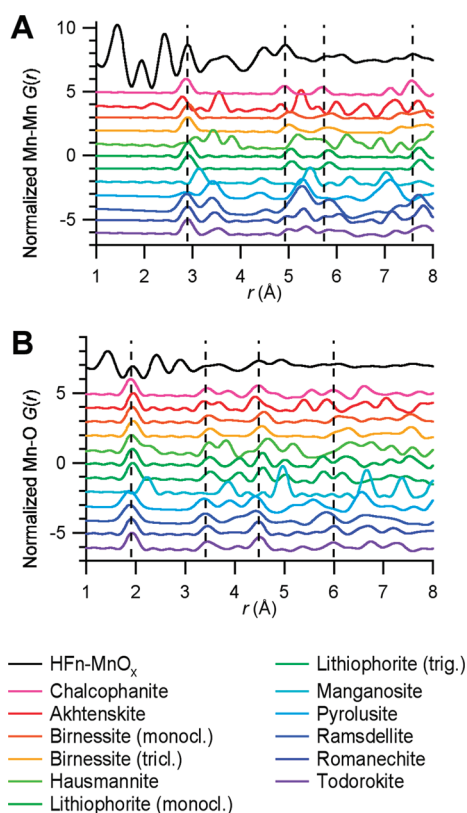 A
10
5
0
-5
Normalized Mn-Mn G(r)
1 2 3 4 5 6 7 8
r (Å)
B
5
0
-5
Normalized Mn-O G(r)
1 2 3 4 5 6 7 8
r (Å)
HFn-MnOx
Chalcophanite
Akhtenskite
Birnessite (monocl.)
Birnessite (tricl.)
Hausmannite
Lithiophorite (monocl.)
Lithiophorite (trig.)
Manganosite
Pyrolusite
Ramsdellite
Romanechite
Todorokite